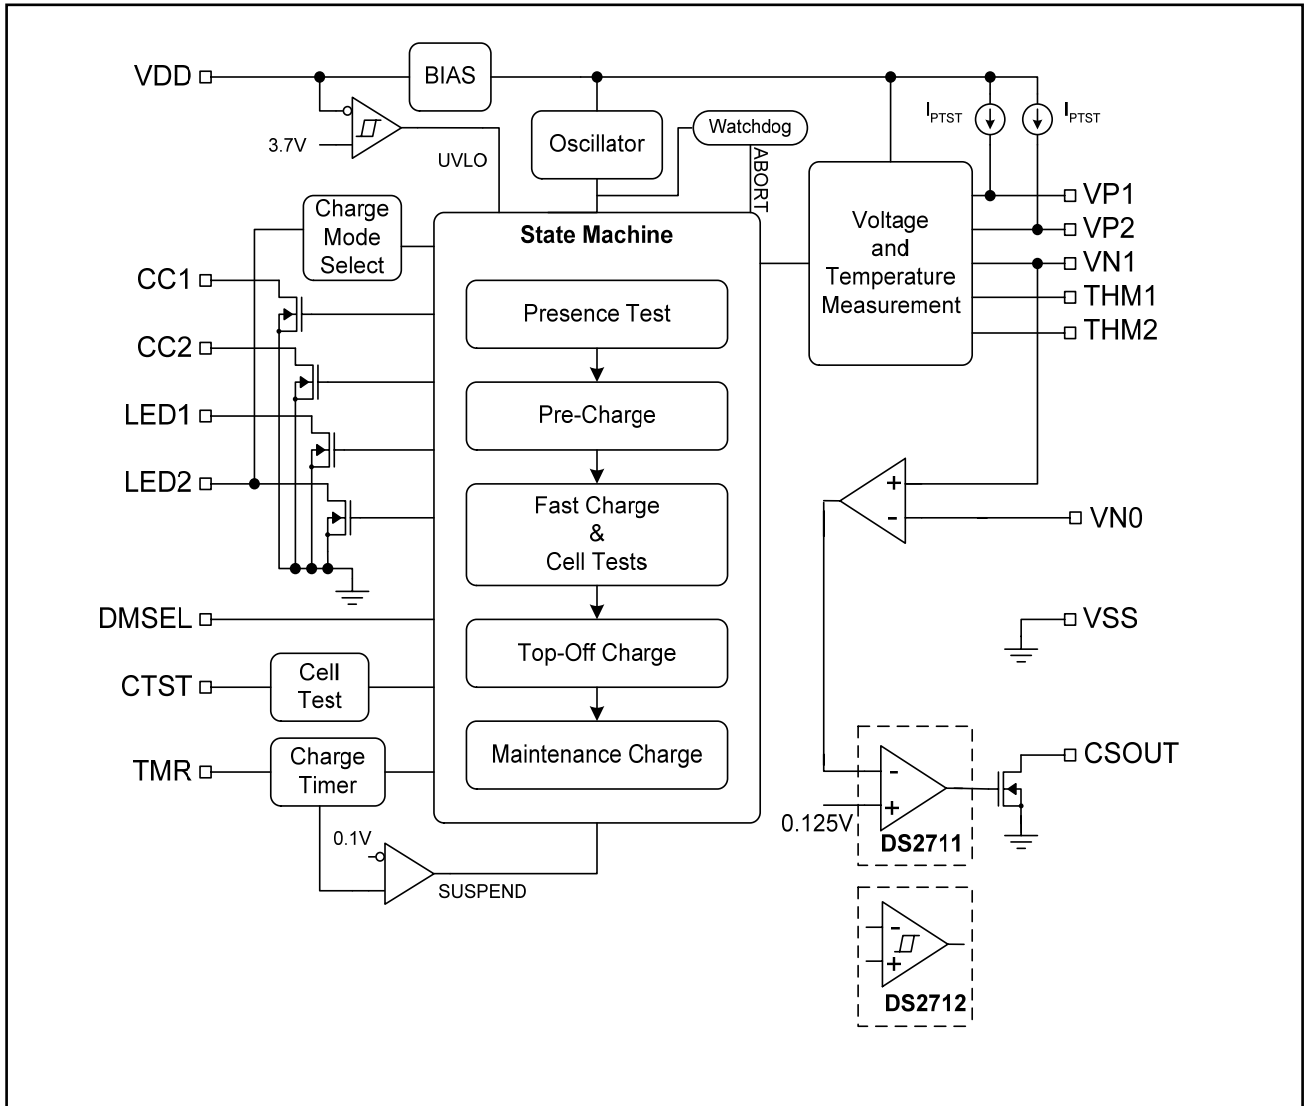 VDD
BIAS
3.7V
UVLO
Oscillator
Watchdog
ABORT
IPTST
IPTST
Charge
Mode
Select
State Machine
Voltage
and
Temperature
Measurement
VP1
VP2
VN1
THM1
THM2
CC1
CC2
LED1
LED2
Presence Test
Pre-Charge
Fast Charge
&
Cell Tests
Top-Off Charge
Maintenance Charge
+
-
VN0
VSS
DMSEL
CTST
Cell
Test
TMR
Charge
Timer
0.1V
SUSPEND
-
+
0.125V
DS2711
CSOUT
-
+
DS2712